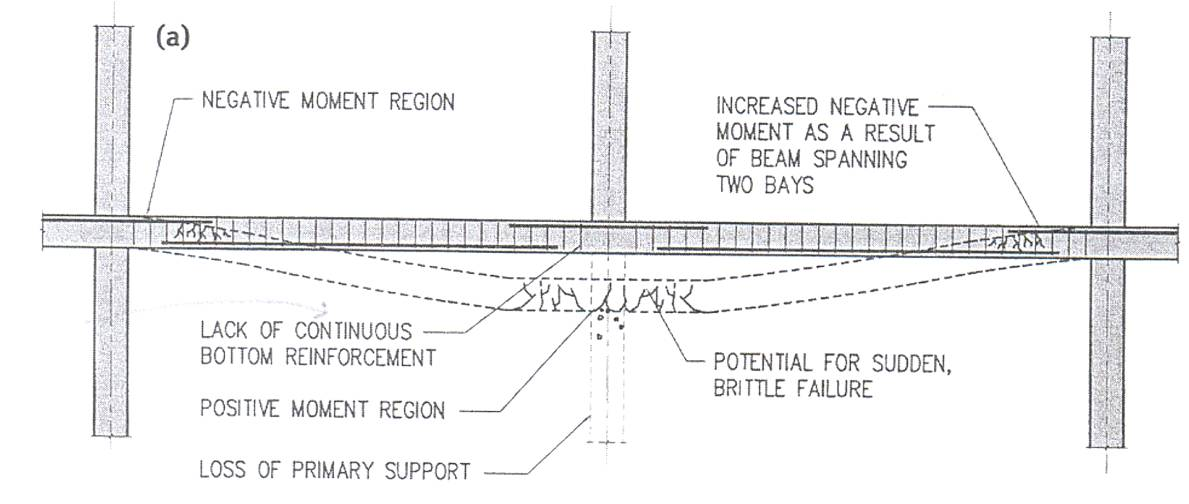 (a)
NEGATIVE MOMENT REGION
INCREASED NEGATIVE
MOMENT AS A RESULT
OF BEAM SPANNING
TWO BAYS
LACK OF CONTINUOUS
BOTTOM REINFORCEMENT
POTENTIAL FOR SUDDEN,
BRITTLE FAILURE
POSITIVE MOMENT REGION
LOSS OF PRIMARY SUPPORT